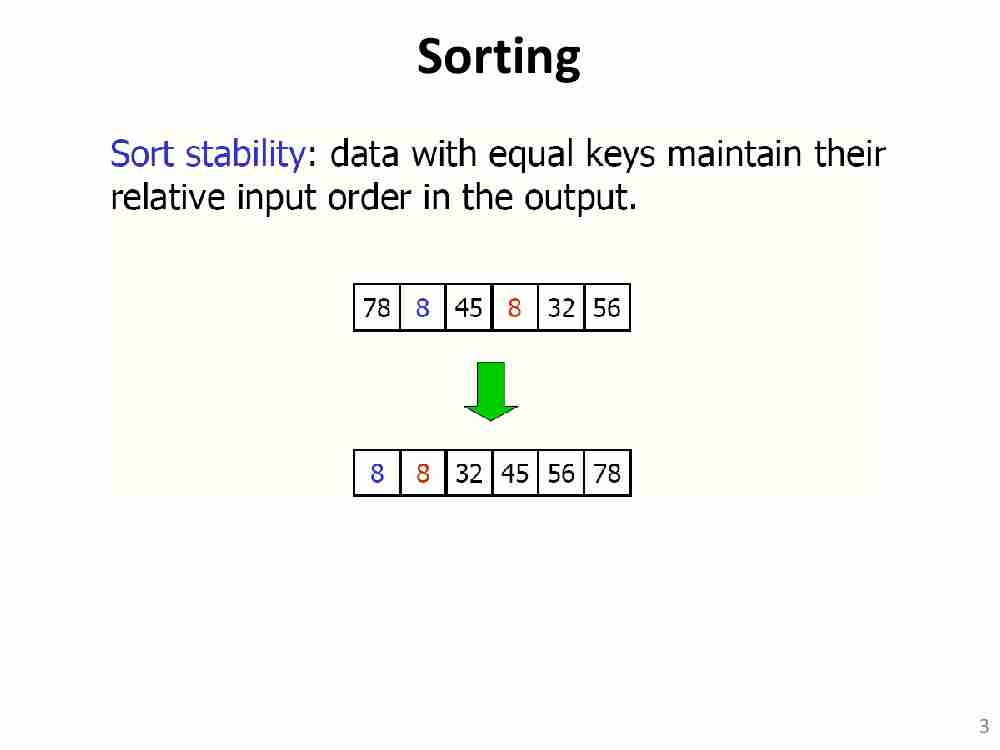 Sorting
Sort stability: data with equal keys maintain their
relative input order in the output.
78 8 45 8 32 56
8 8 32 45 56 78
3